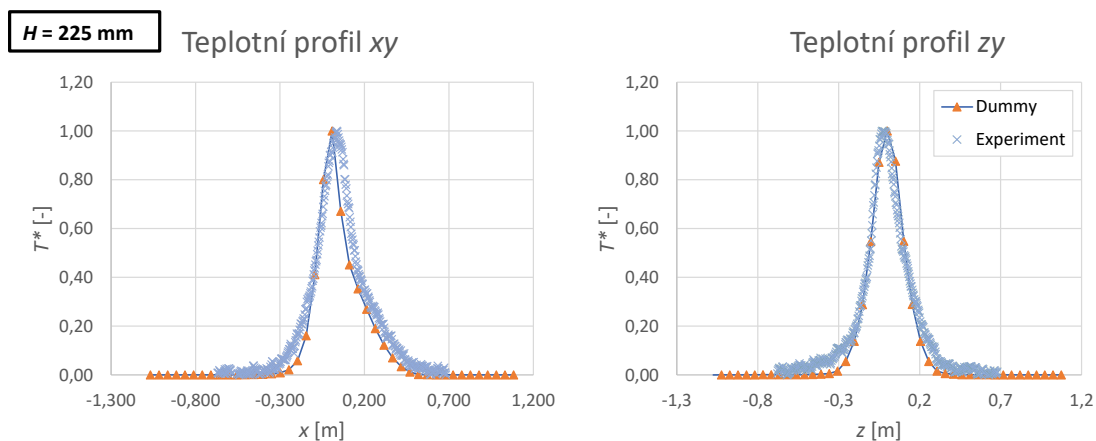 H = 225 mm
Teplotní profil xy
1,20
1,00
0,80
0,60
0,40
0,20
0,00
T* [-]
-1,300 -0,800 -0,300 0,200 0,700 1,200
x [m]
Teplotní profil zy
1,20
1,00
0,80
0,60
0,40
0,20
0,00
T* [-]
-1,3 -0,8 -0,3 0,2 0,7 1,2
z [m]
Dummy
Experiment